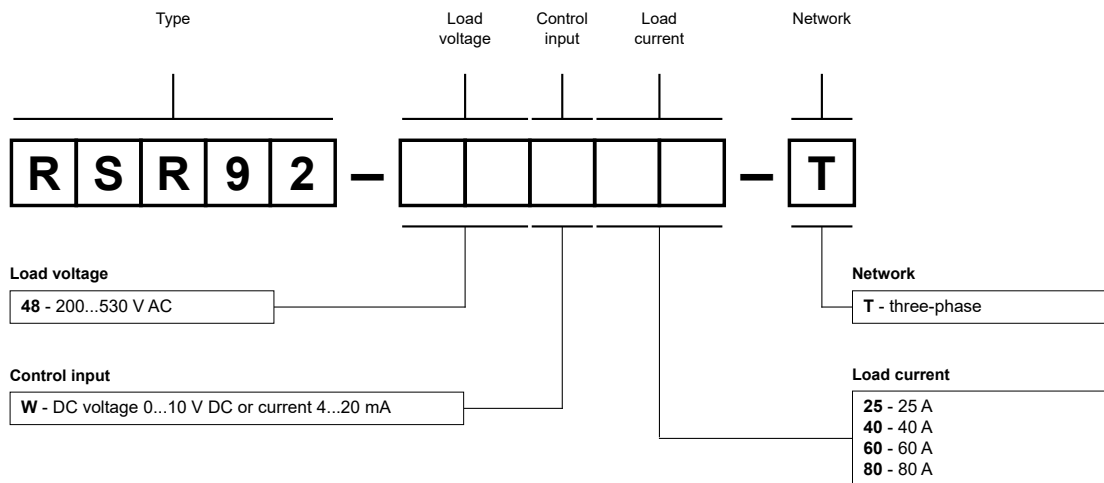 Type
Load
voltage
Control
input
Load
current
Network
RSR92 – – T
Load voltage
48 - 200...530 V AC
Network
T - three-phase
Control input
W - DC voltage 0...10 V DC or current 4...20 mA
Load current
25 - 25 A
40 - 40 A
60 - 60 A
80 - 80 A